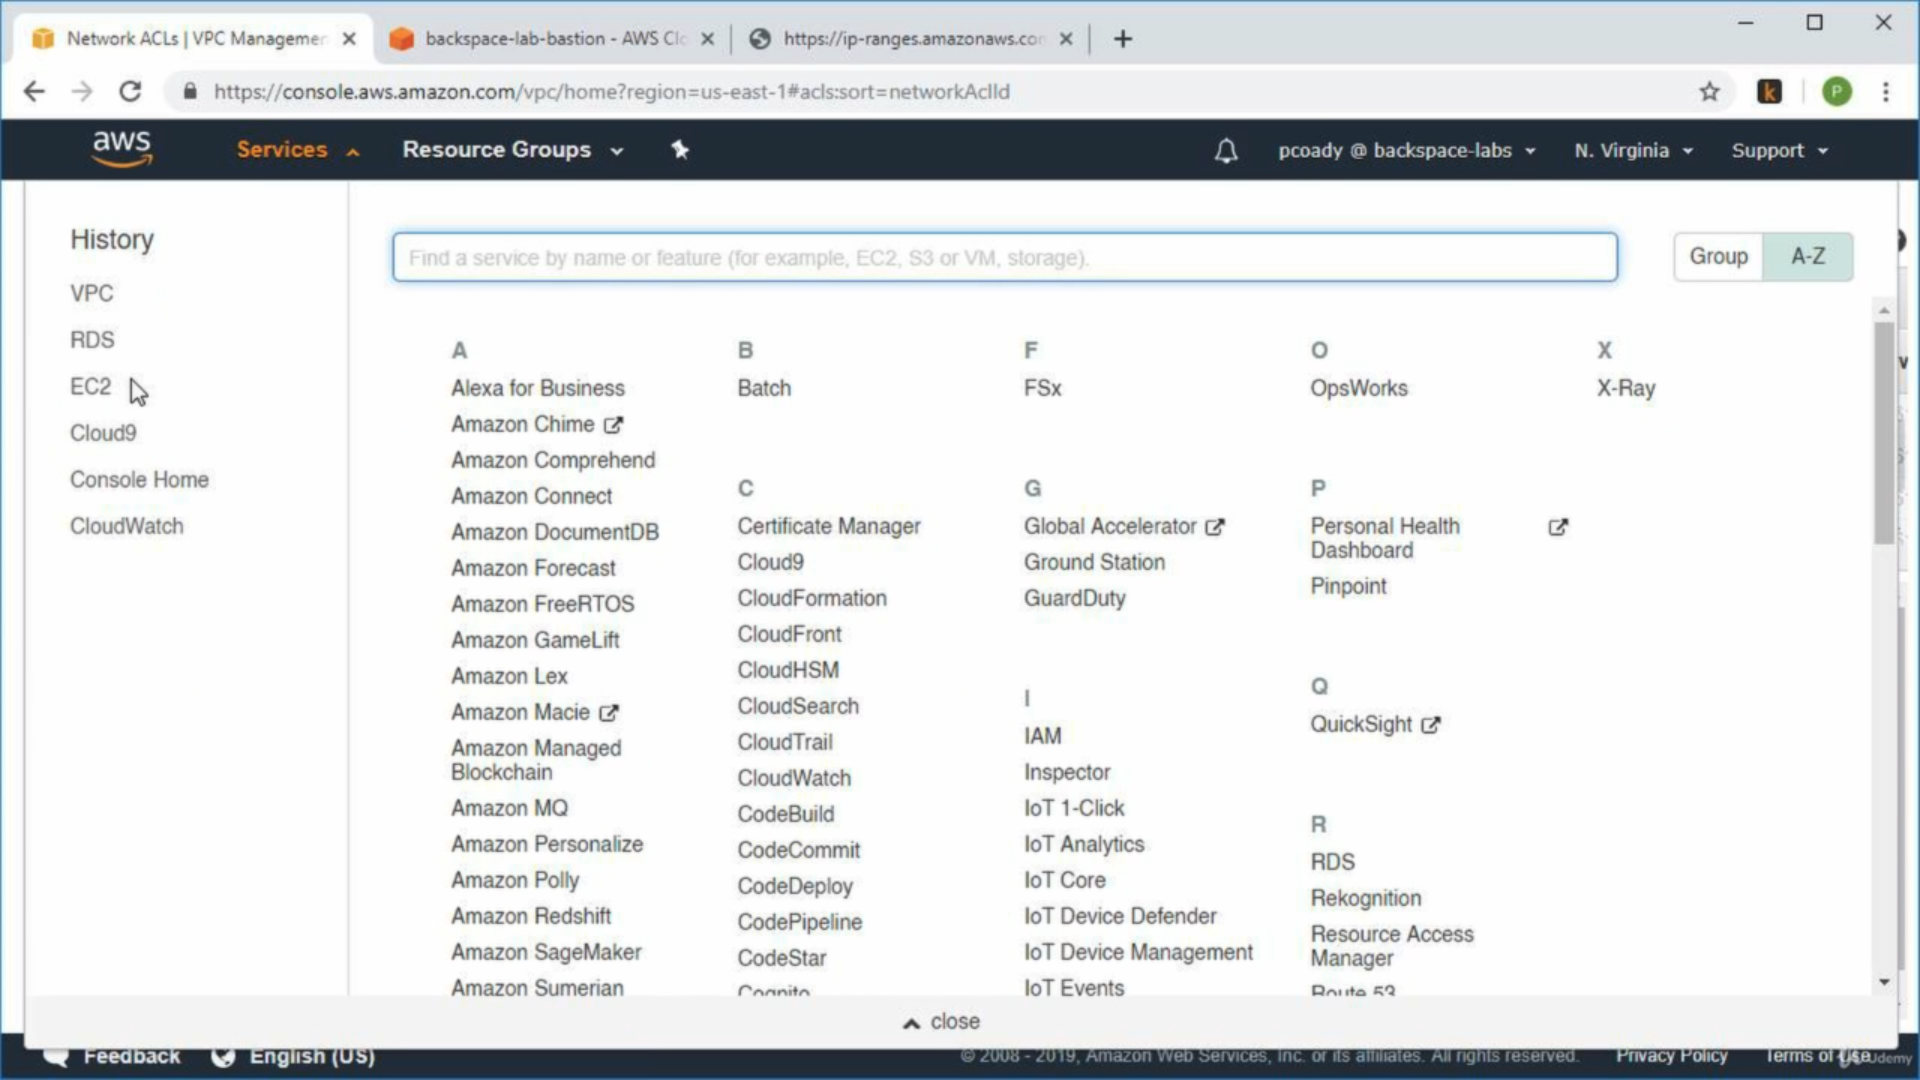 Network ACLs | VPC Managemen
backspace-lab-bastion - AWS Clo
https://ip-ranges.amazonaws.con
https://console.aws.amazon.com/vpc/home?region=us-east-1#acls:sort=networkAclId
k
P
aws
Services
Resource Groups
pcoady @ backspace-labs
N. Virginia
Support
History
VPC
RDS
EC2
Cloud9
Console Home
CloudWatch
Find a service by name or feature (for example, EC2, S3 or VM, storage).
Group
A-Z
A
Alexa for Business
Amazon Chime
Amazon Comprehend
Amazon Connect
Amazon DocumentDB
Amazon Forecast
Amazon FreeRTOS
Amazon GameLift
Amazon Lex
Amazon Macie
Amazon Managed
Blockchain
Amazon MQ
Amazon Personalize
Amazon Polly
Amazon Redshift
Amazon SageMaker
Amazon Sumerian
B
Batch
C
Certificate Manager
Cloud9
CloudFormation
CloudFront
CloudHSM
CloudSearch
CloudTrail
CloudWatch
CodeBuild
CodeCommit
CodeDeploy
CodePipeline
CodeStar
Cognito
F
FSx
G
Global Accelerator
Ground Station
GuardDuty
I
IAM
Inspector
IoT 1-Click
IoT Analytics
IoT Core
IoT Device Defender
IoT Device Management
IoT Events
O
OpsWorks
P
Personal Health
Dashboard
Pinpoint
Q
QuickSight
R
RDS
Rekognition
Resource Access
Manager
Route 53
X
X-Ray
close
Feedback
English (US)
© 2008 - 2019, Amazon Web Services, Inc. or its affiliates. All rights reserved.
Privacy Policy
Terms of Use
Udemy